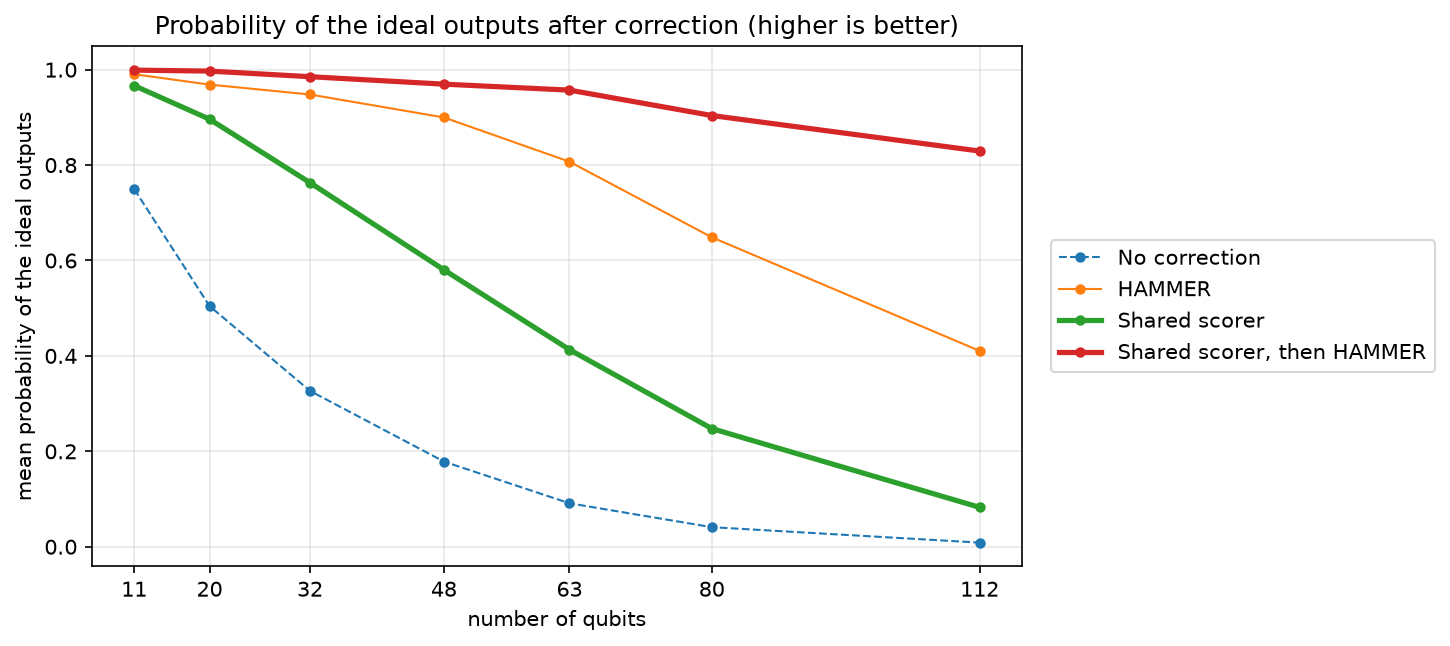 Probability of the ideal outputs after correction (higher is better)
mean probability of the ideal outputs
1.0
0.8
0.6
0.4
0.2
0.0
11 20 32 48 63 80 112
number of qubits
No correction
HAMMER
Shared scorer
Shared scorer, then HAMMER